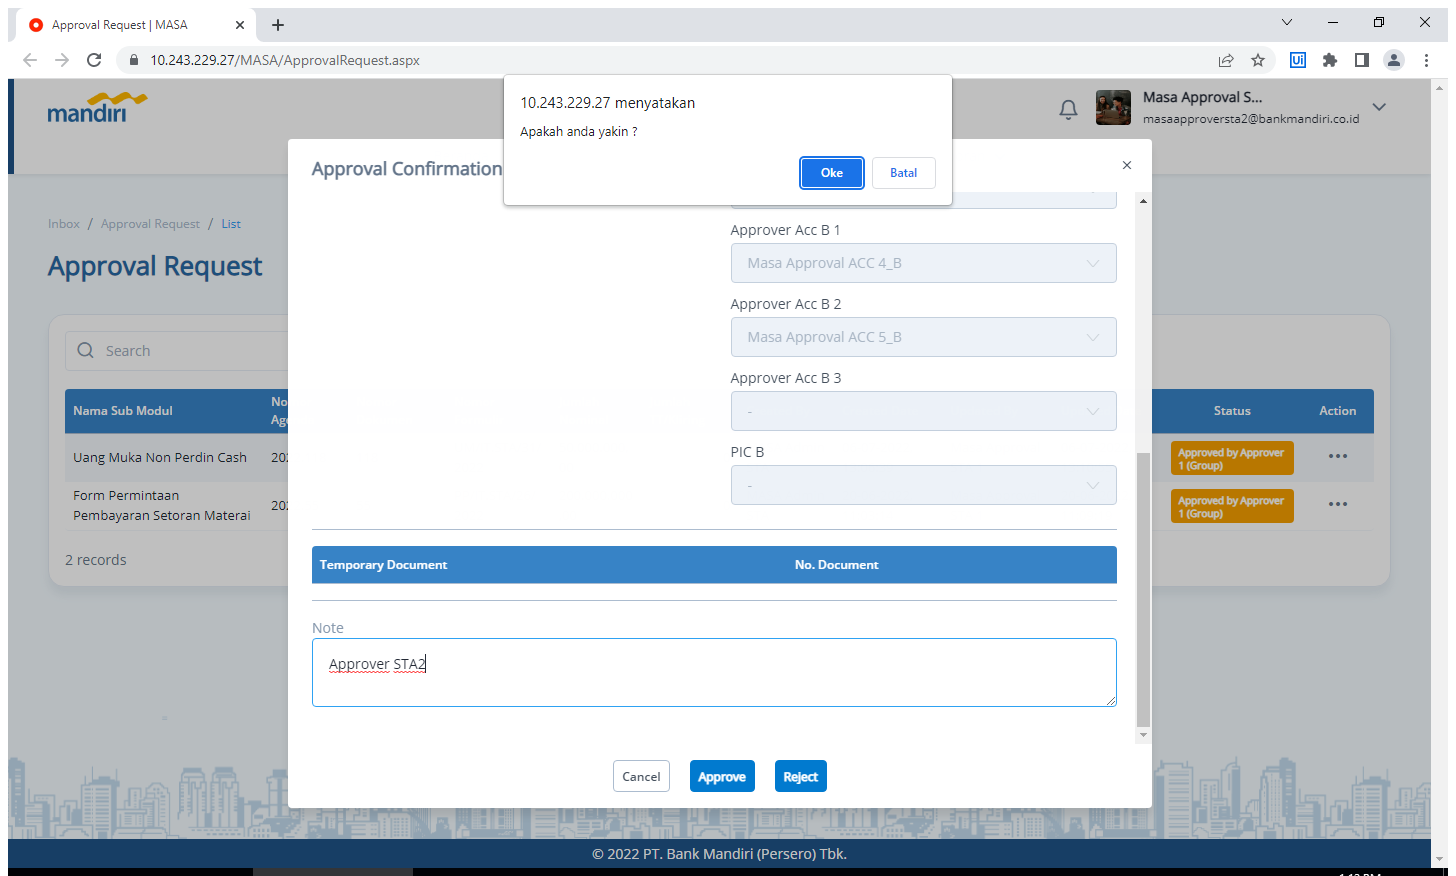 Approval Request | MASA
10.243.229.27/MASA/ApprovalRequest.aspx
Ui
10.243.229.27 menyatakan
Apakah anda yakin ?
Oke
Batal
mandiri
Masa Approval S...
masaapproversta2@bankmandiri.co.id
Approval Confirmation
Inbox / Approval Request / List
Approval Request
Search
Nama Sub Modul
Status
Action
Uang Muka Non Perdin Cash
Approved by Approver
1 (Group)
Form Permintaan
Pembayaran Setoran Materai
Approved by Approver
1 (Group)
2 records
Approver Acc B 1
Masa Approval ACC 4_B
Approver Acc B 2
Masa Approval ACC 5_B
Approver Acc B 3
-
PIC B
-
Temporary Document
No. Document
Note
Approver STA2
Cancel
Approve
Reject
© 2022 PT. Bank Mandiri (Persero) Tbk.